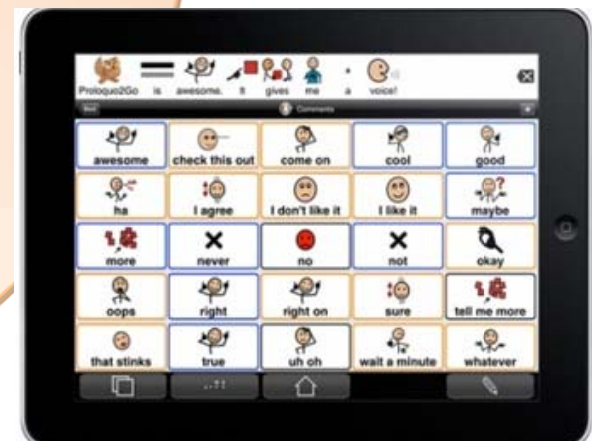 Proloquo2Go is awesome. It gives me a voice!
Comments
awesome check this out come on cool good
ha I agree I don't like it I like it maybe
more never no not okay
oops right right on sure tell me more
that stinks true uh oh wait a minute whatever